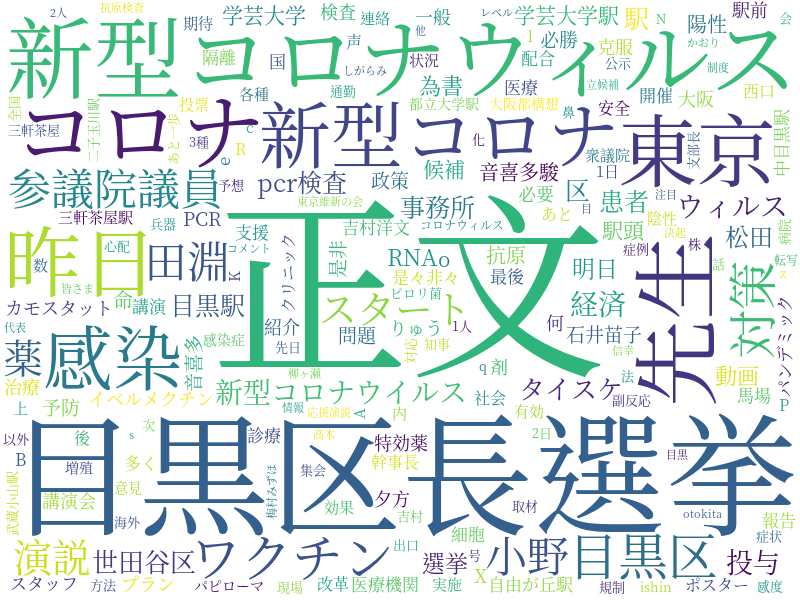 2人
抗原検査
学芸大学
検査
連絡
一般
レベル
学芸大学駅
駅
N
陽性
駅前
会
新型コロナウィルス
期待
声
他
必勝
克服
かおり
隔離
国
しがらみ
状況
配合
公示
制度
全国
投票
各種
通勤
為書
医療
立候補
西口
コロナ
新型コロナ
都立大学駅
大阪都構想
鼻
開催
大阪
安全
東京
三軒茶屋
二子玉川駅
あと一歩
3種
c
R
e
予想
化
衆議院
支部長
中目黒駅
参議院議員
pcr検査
政策
候補
音喜多駿
1日
区
患者
東京維新の会
事務所
必要
ウィルス
注目
三軒茶屋駅
兵器
PCR
支援
吉村洋文
コロナウィルス
あと
目
駅頭
陰性
決起
病院
昨日
正文
心配
コメント
RNAo
抗原
症例
株
松田
話
転写
z
数
皆さま
K
田淵
クリニック
是非
是々非々
最後
明日
先生
対策
カモスタット
命
講演
目黒駅
スタート
ピロリ菌
経済
パンデミック
代表
感染症
紹介
問題
りゅう
1人
何
石井苗子
感染
先日
音喜多
対応
知事
信幸
薬
柳ヶ瀬
q
剤
法
動画
治療
新型コロナウイルス
社会
タイスケ
副反応
馬場
P
上
予防
イベルメクチン
情報
応援演説
A
内
有効
以外
後
次
s
診療
高木
特効薬
2日
目黒
B
増殖
多く
梅村みずほ
集会
幹事長
目黒区長選挙
武蔵小山駅
講演会
意見
効果
吉村
夕方
取材
otokita
報告
海外
細胞
症状
演説
世田谷区
ワクチン
出口
選挙
号
小野
目黒区
投与
スタッフ
方法
プラン
パピローマ
現場
改革
医療機関
実施
X
自由が丘駅
規制
ishin
ポスター
感度